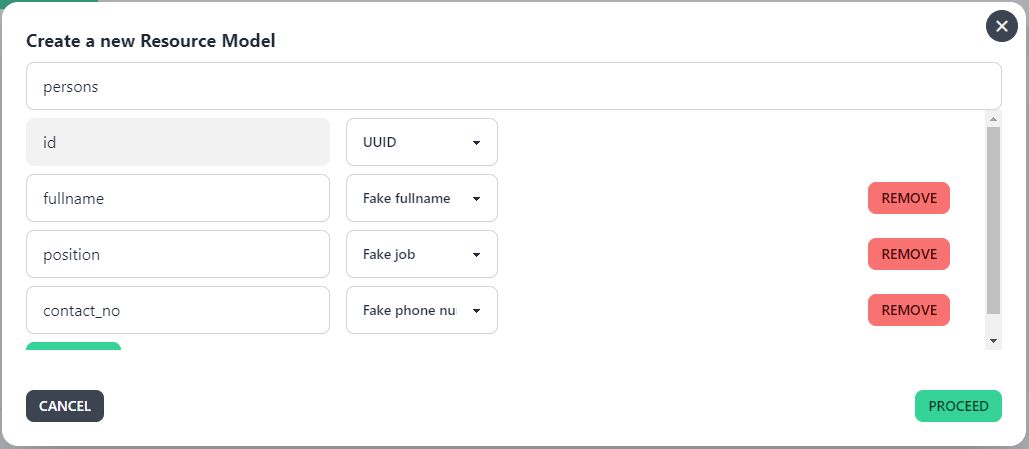 Create a new Resource Model
persons
id UUID
fullname Fake fullname REMOVE
position Fake job REMOVE
contact_no Fake phone nu
REMOVE
CANCEL PROCEED